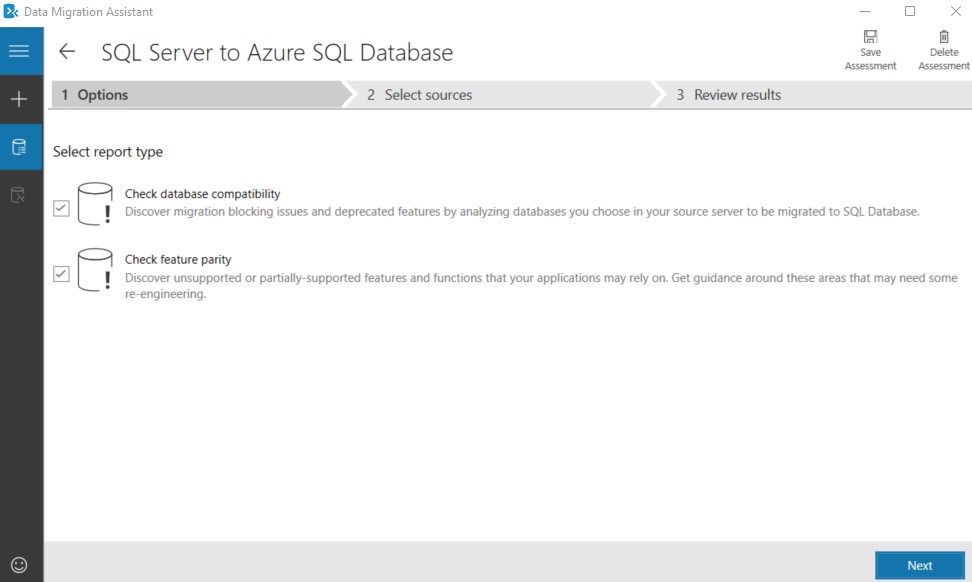 Data Migration Assistant
SQL Server to Azure SQL Database
Save
Assessment
Delete
Assessment
1 Options
2 Select sources
3 Review results
Select report type
Check database compatibility
Discover migration blocking issues and deprecated features by analyzing databases you choose in your source server to be migrated to SQL Database.
Check feature parity
Discover unsupported or partially-supported features and functions that your applications may rely on. Get guidance around these areas that may need some
re-engineering.
Next